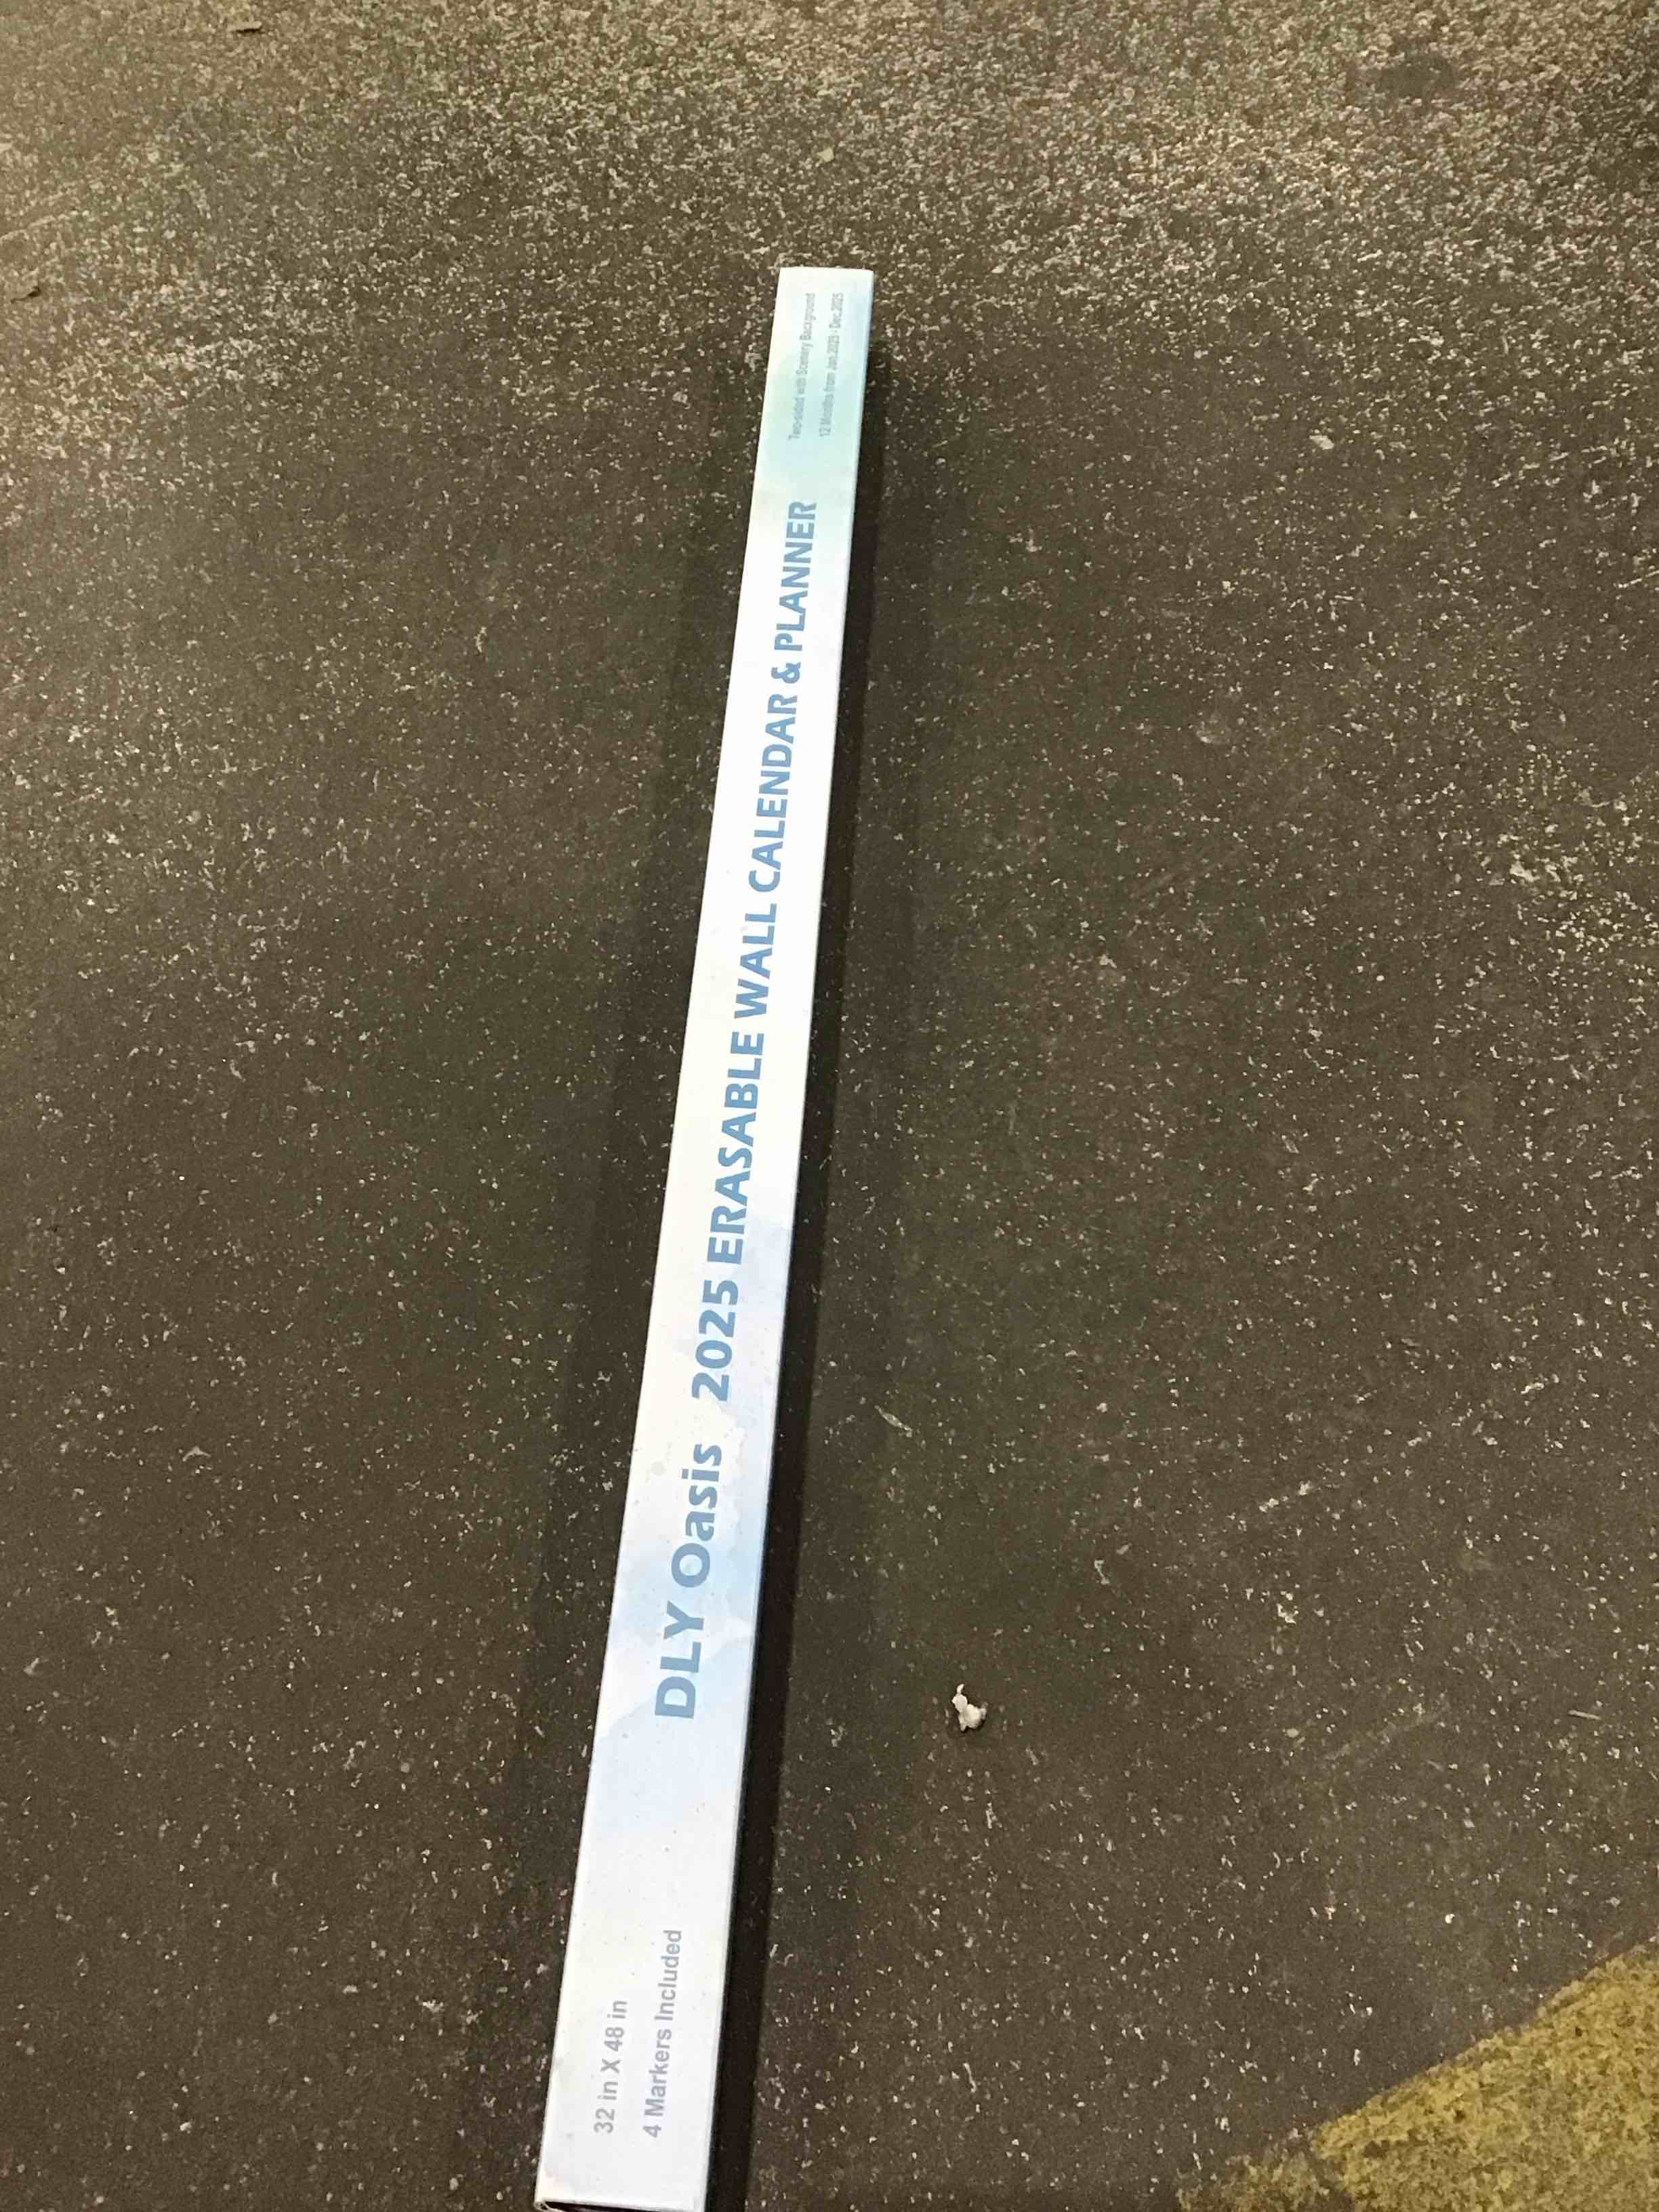 32 in X 48 in
4 Markers Included
DLY Oasis 2025 ERASABLE WALL CALENDAR & PLANNER
Two-sided with Scenery Background
12 Months from Jan.2025 - Dec.2025